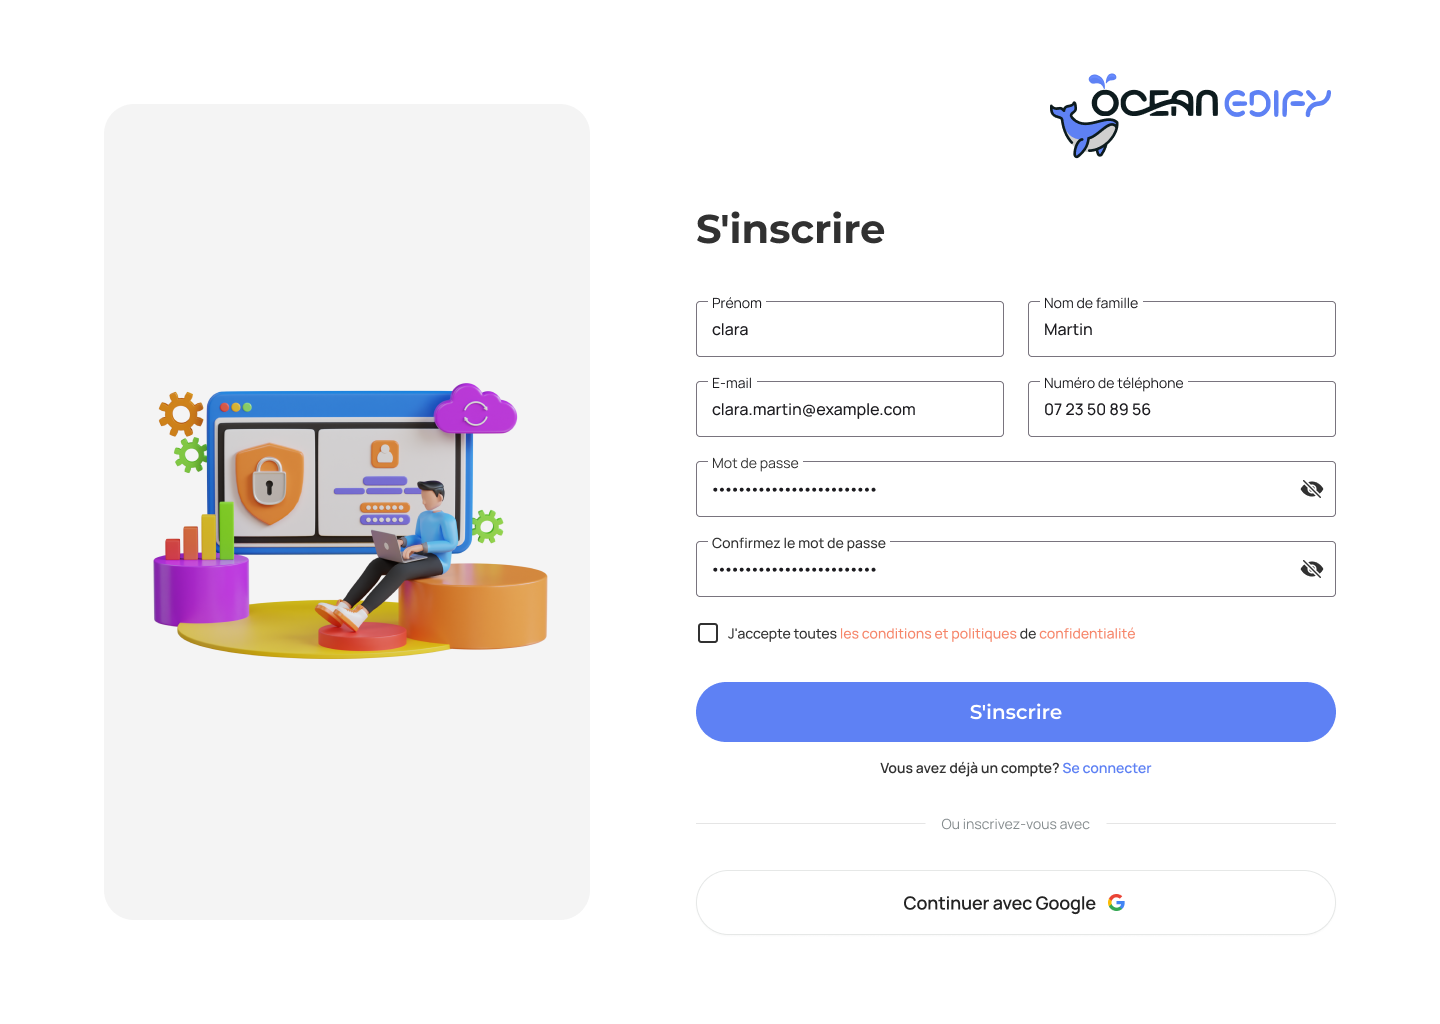 OCEAN EDIFY
S'inscrire
Prénom Nom de famille
clara Martin
E-mail Numéro de téléphone
clara.martin@example.com 07 23 50 89 56
Mot de passe
•••••••••••••••••••••••••
Confirmez le mot de passe
•••••••••••••••••••••••••
J'accepte toutes les conditions et politiques de confidentialité
S'inscrire
Vous avez déjà un compte? Se connecter
Ou inscrivez-vous avec
Continuer avec Google